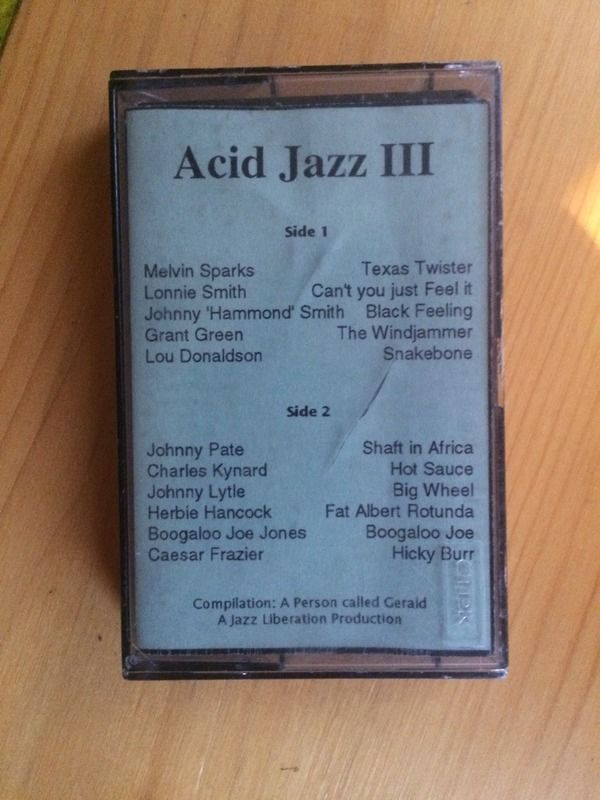 Acid Jazz III
Side 1
Melvin Sparks Texas Twister
Lonnie Smith Can't you just Feel it
Johnny 'Hammond' Smith Black Feeling
Grant Green The Windjammer
Lou Donaldson Snakebone
Side 2
Johnny Pate Shaft in Africa
Charles Kynard Hot Sauce
Johnny Lytle Big Wheel
Herbie Hancock Fat Albert Rotunda
Boogaloo Joe Jones Boogaloo Joe
Caesar Frazier Hicky Burr
Compilation: A Person called Gerald
A Jazz Liberation Production